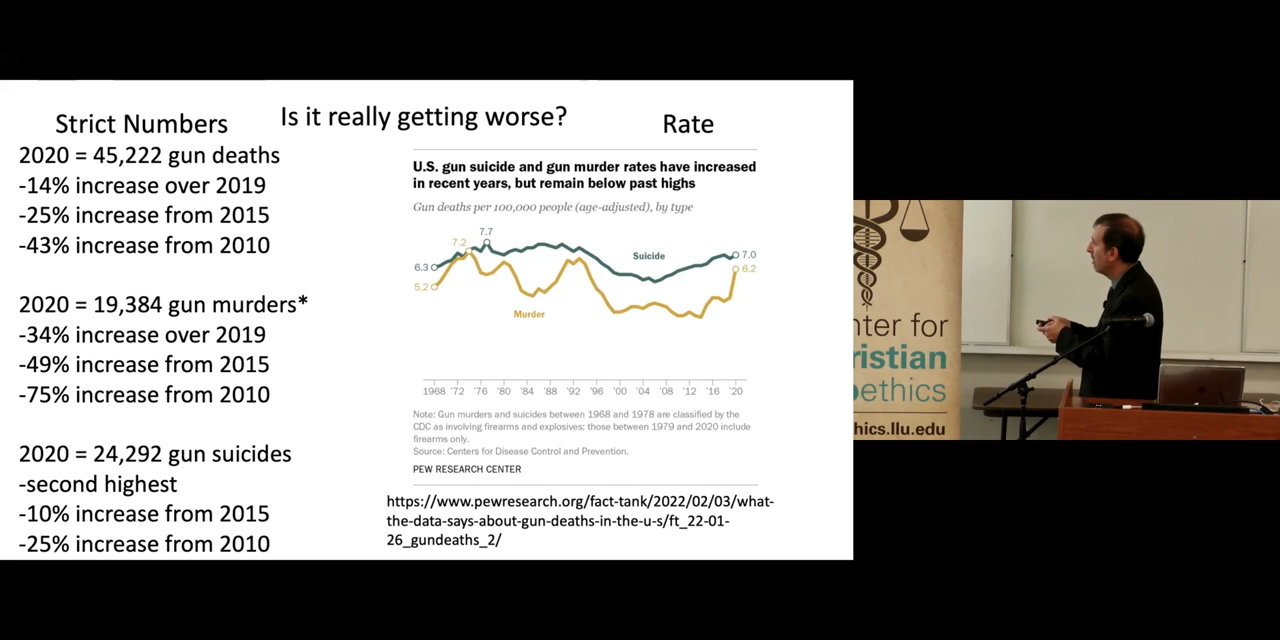 Is it really getting worse?
Strict Numbers
2020 = 45,222 gun deaths
-14% increase over 2019
-25% increase from 2015
-43% increase from 2010
2020 = 19,384 gun murders*
-34% increase over 2019
-49% increase from 2015
-75% increase from 2010
2020 = 24,292 gun suicides
-second highest
-10% increase from 2015
-25% increase from 2010
Rate
U.S. gun suicide and gun murder rates have increased
in recent years, but remain below past highs
Gun deaths per 100,000 people (age-adjusted), by type
7.7
7.2
6.3
5.2
Suicide
7.0
6.2
Murder
1968 '72 '76 '80 '84 '88 '92 '96 '00 '04 '08 '12 '16 '20
Note: Gun murders and suicides between 1968 and 1978 are classified by the
CDC as involving firearms and explosives; those between 1979 and 2020 include
firearms only.
Source: Centers for Disease Control and Prevention.
PEW RESEARCH CENTER
https://www.pewresearch.org/fact-tank/2022/02/03/what-
the-data-says-about-gun-deaths-in-the-u-s/ft_22-01-
26_gundeaths_2/
nter for
ristian
oethics
hics.llu.edu